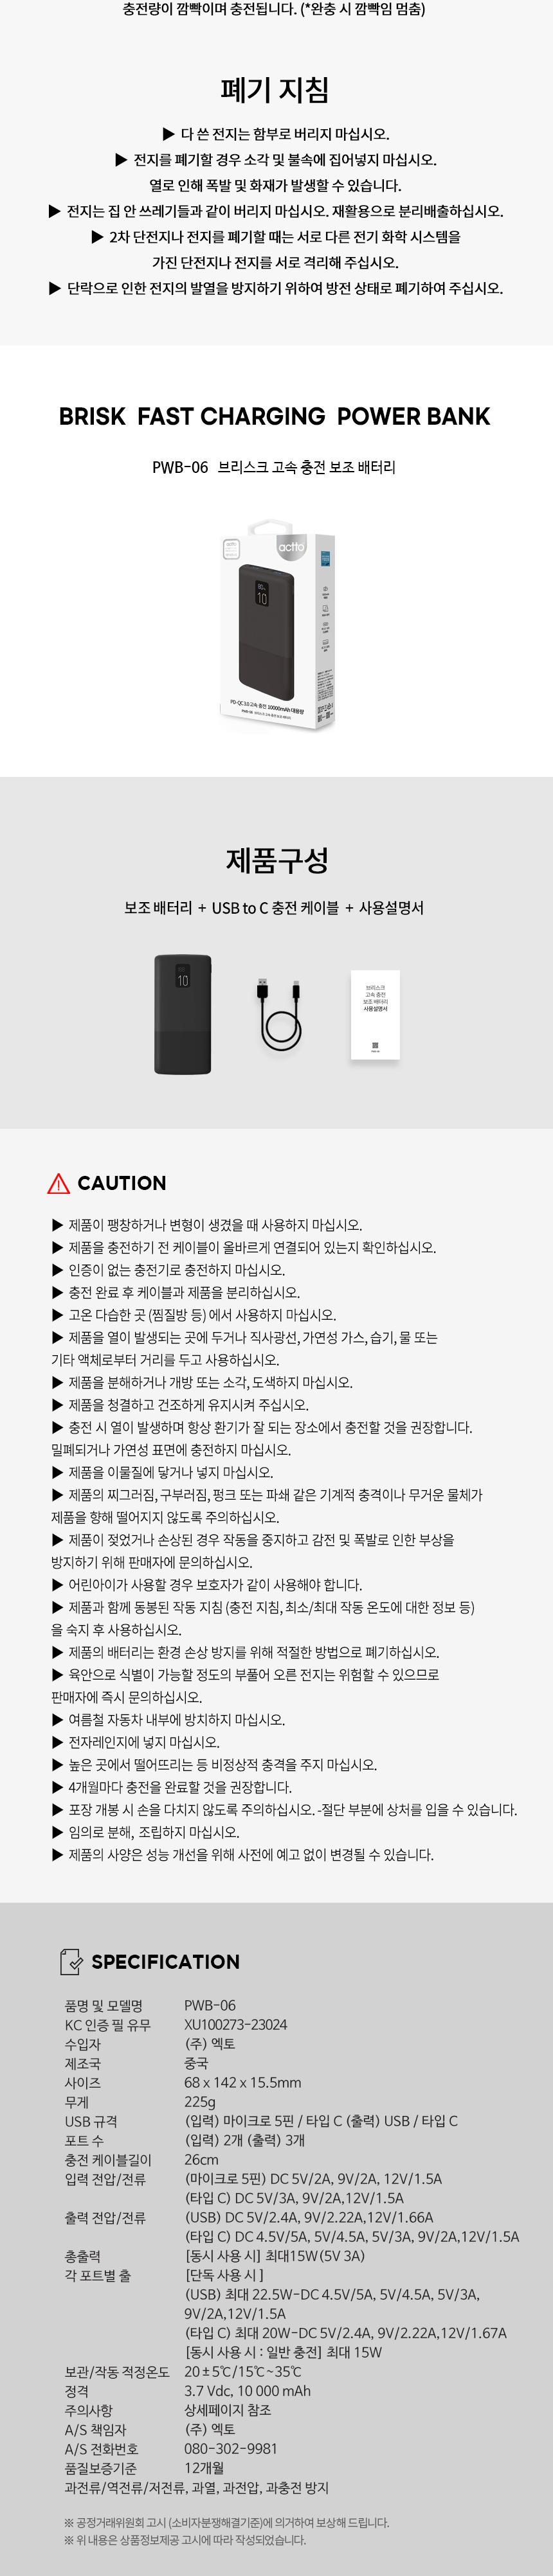 충전량이 깜빡이며 충전됩니다. (*완충 시 깜빡임 멈춤)
폐기 지침
▶ 다 쓴 전지는 함부로 버리지 마십시오.
▶ 전지를 폐기할 경우 소각 및 불속에 집어넣지 마십시오.
열로 인해 폭발 및 화재가 발생할 수 있습니다.
▶ 전지는 집 안 쓰레기들과 같이 버리지 마십시오. 재활용으로 분리배출하십시오.
▶ 2차 단전지나 전지를 폐기할 때는 서로 다른 전기 화학 시스템을
가진 단전지나 전지를 서로 격리해 주십시오.
▶ 단락으로 인한 전지의 발열을 방지하기 위하여 방전 상태로 폐기하여 주십시오.
BRISK FAST CHARGING POWER BANK
PWB-06 브리스크 고속 충전 보조 배터리
actto
10
PD·QC 3.0 고속 충전 10000mAh 대용량
제품구성
보조 배터리 + USB to C 충전 케이블 + 사용설명서
10
브리스크
고속 충전
보조 배터리
사용설명서
CAUTION
▶ 제품이 팽창하거나 변형이 생겼을 때 사용하지 마십시오.
▶ 제품을 충전하기 전 케이블이 올바르게 연결되어 있는지 확인하십시오.
▶ 인증이 없는 충전기로 충전하지 마십시오.
▶ 충전 완료 후 케이블과 제품을 분리하십시오.
▶ 고온 다습한 곳 (찜질방 등) 에서 사용하지 마십시오.
▶ 제품을 열이 발생되는 곳에 두거나 직사광선, 가연성 가스, 습기, 물 또는
기타 액체로부터 거리를 두고 사용하십시오.
▶ 제품을 분해하거나 개방 또는 소각, 도색하지 마십시오.
▶ 제품을 청결하고 건조하게 유지시켜 주십시오.
▶ 충전 시 열이 발생하며 항상 환기가 잘 되는 장소에서 충전할 것을 권장합니다.
밀폐되거나 가연성 표면에 충전하지 마십시오.
▶ 제품을 이물질에 닿거나 넣지 마십시오.
▶ 제품의 찌그러짐, 구부러짐, 펑크 또는 파쇄 같은 기계적 충격이나 무거운 물체가
제품을 향해 떨어지지 않도록 주의하십시오.
▶ 제품이 젖었거나 손상된 경우 작동을 중지하고 감전 및 폭발로 인한 부상을
방지하기 위해 판매자에 문의하십시오.
▶ 어린아이가 사용할 경우 보호자가 같이 사용해야 합니다.
▶ 제품과 함께 동봉된 작동 지침 (충전 지침, 최소/최대 작동 온도에 대한 정보 등)
을 숙지 후 사용하십시오.
▶ 제품의 배터리는 환경 손상 방지를 위해 적절한 방법으로 폐기하십시오.
▶ 육안으로 식별이 가능할 정도의 부풀어 오른 전지는 위험할 수 있으므로
판매자에 즉시 문의하십시오.
▶ 여름철 자동차 내부에 방치하지 마십시오.
▶ 전자레인지에 넣지 마십시오.
▶ 높은 곳에서 떨어뜨리는 등 비정상적 충격을 주지 마십시오.
▶ 4개월마다 충전을 완료할 것을 권장합니다.
▶ 포장 개봉 시 손을 다치지 않도록 주의하십시오. -절단 부분에 상처를 입을 수 있습니다.
▶ 임의로 분해, 조립하지 마십시오.
▶ 제품의 사양은 성능 개선을 위해 사전에 예고 없이 변경될 수 있습니다.
SPECIFICATION
품명 및 모델명 PWB-06
KC 인증 필 유무 XU100273-23024
수입자 (주) 엑토
제조국 중국
사이즈 68 x 142 x 15.5mm
무게 225g
USB 규격 (입력) 마이크로 5핀 / 타입 C (출력) USB / 타입 C
포트 수 (입력) 2개 (출력) 3개
충전 케이블길이 26cm
입력 전압/전류 (마이크로 5핀) DC 5V/2A, 9V/2A, 12V/1.5A
(타입 C) DC 5V/3A, 9V/2A,12V/1.5A
출력 전압/전류 (USB) DC 5V/2.4A, 9V/2.22A,12V/1.66A
(타입 C) DC 4.5V/5A, 5V/4.5A, 5V/3A, 9V/2A,12V/1.5A
총출력 [동시 사용 시] 최대15W(5V 3A)
각 포트별 출 [단독 사용 시 ]
(USB) 최대 22.5W-DC 4.5V/5A, 5V/4.5A, 5V/3A,
9V/2A,12V/1.5A
(타입 C) 최대 20W-DC 5V/2.4A, 9V/2.22A,12V/1.67A
[동시 사용 시 : 일반 충전] 최대 15W
보관/작동 적정온도 20±5℃/15℃~35℃
정격 3.7 Vdc, 10 000 mAh
주의사항 상세페이지 참조
A/S 책임자 (주) 엑토
A/S 전화번호 080-302-9981
품질보증기준 12개월
과전류/역전류/저전류, 과열, 과전압, 과충전 방지
※ 공정거래위원회 고시 (소비자분쟁해결기준)에 의거하여 보상해 드립니다.
※ 위 내용은 상품정보제공 고시에 따라 작성되었습니다.